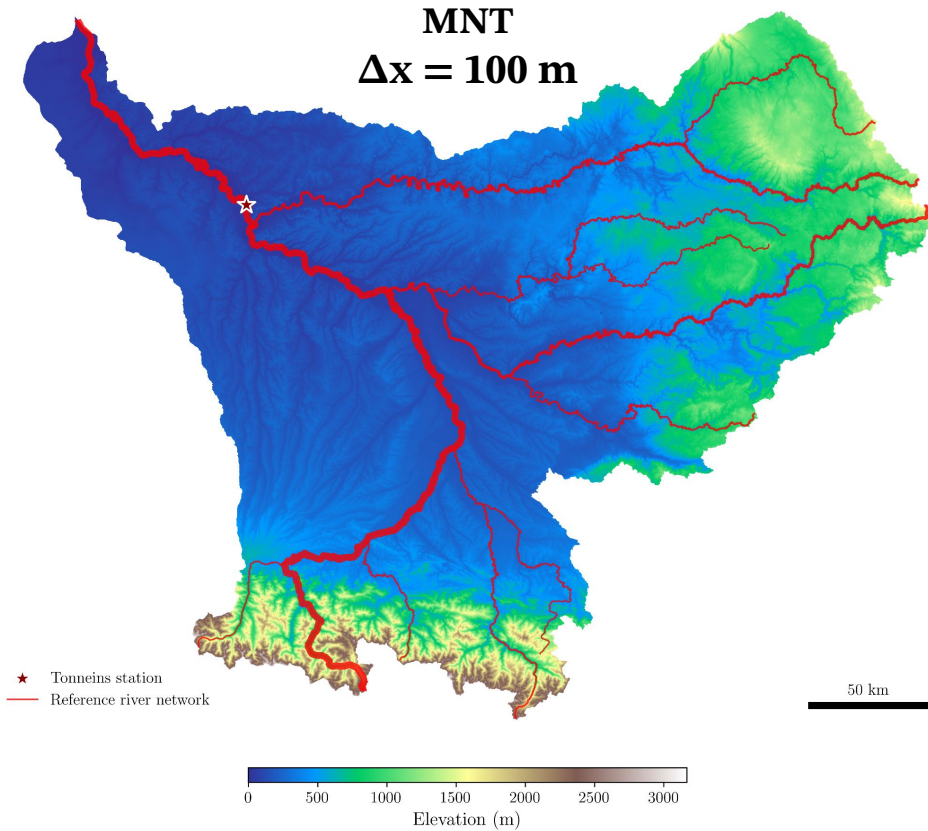 MNT
Δx = 100 m
Tonneins station
Reference river network
50 km
0 500 1000 1500 2000 2500 3000
Elevation (m)